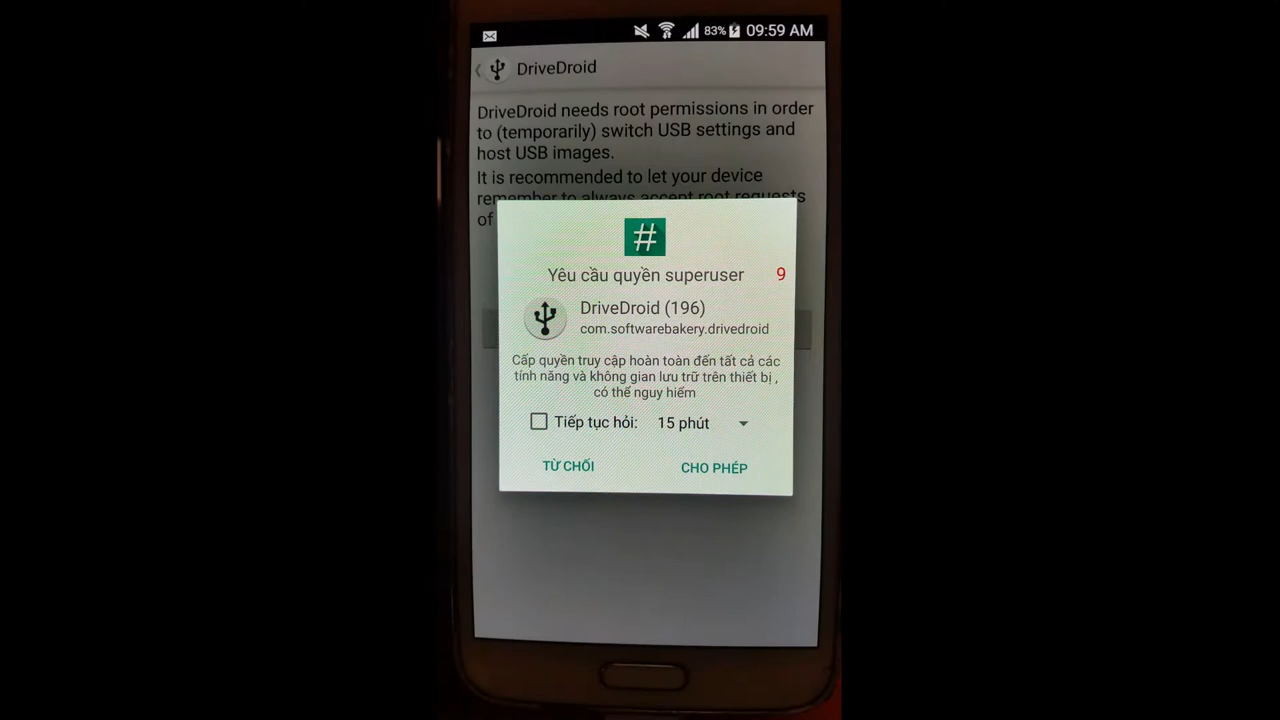 83% 09:59 AM
DriveDroid
DriveDroid needs root permissions in order
to (temporarily) switch USB settings and
host USB images.
It is recommended to let your device
remember to always accept root requests
of
#
Yêu cầu quyền superuser 9
DriveDroid (196)
com.softwarebakery.drivedroid
Cấp quyền truy cập hoàn toàn đến tất cả các
tính năng và không gian lưu trữ trên thiết bị ,
có thể nguy hiểm
Tiếp tục hỏi: 15 phút
TỪ CHỐI CHO PHÉP